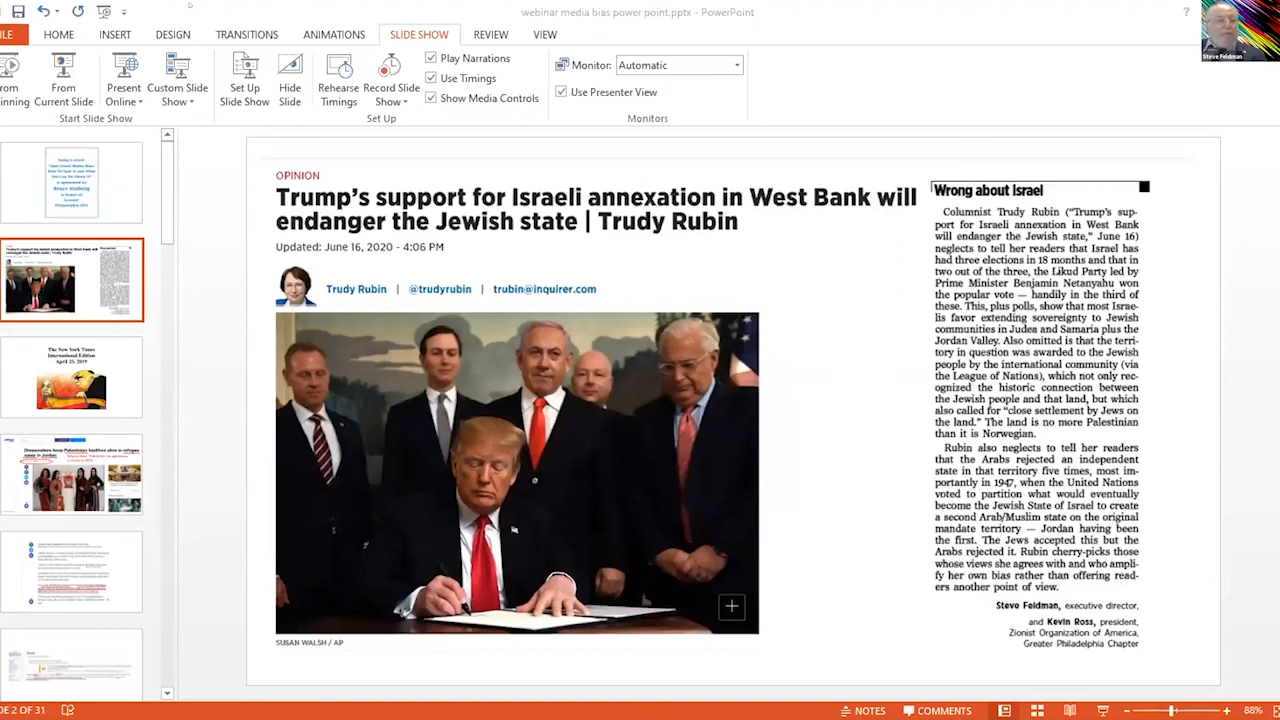 webinar media bias power point.pptx - PowerPoint
?
Steve Feldman
HOME INSERT DESIGN TRANSITIONS ANIMATIONS SLIDE SHOW REVIEW VIEW
From
Current Slide
Present
Online
Custom Slide
Show
Start Slide Show
Set Up
Slide Show
Hide
Slide
Rehearse
Timings
Record Slide
Show
Play Narrations
Use Timings
Show Media Controls
Set Up
Monitor: Automatic
Use Presenter View
Monitors
The New York Times
International Edition
April 25, 2019
OPINION
Trump's support for Israeli annexation in West Bank will
endanger the Jewish state | Trudy Rubin
Updated: June 16, 2020 - 4:06 PM
Trudy Rubin | @trudyrubin | trubin@inquirer.com
SUSAN WALSH / AP
Wrong about Israel
Columnist Trudy Rubin ("Trump's sup-
port for Israeli annexation in West Bank
will endanger the Jewish state," June 16)
neglects to tell her readers that Israel has
had three elections in 18 months and that in
two out of the three, the Likud Party led by
Prime Minister Benjamin Netanyahu won
the popular vote — handily in the third of
these. This, plus polls, show that most Israe-
lis favor extending sovereignty to Jewish
communities in Judea and Samaria plus the
Jordan Valley. Also omitted is that the terri-
tory in question was awarded to the Jewish
people by the international community (via
the League of Nations), which not only rec-
ognized the historic connection between
the Jewish people and that land, but which
also called for "close settlement by Jews on
the land." The land is no more Palestinian
than it is Norwegian.
Rubin also neglects to tell her readers
that the Arabs rejected an independent
state in that territory five times, most im-
portantly in 1947, when the United Nations
voted to partition what would eventually
become the Jewish State of Israel to create
a second Arab/Muslim state on the original
mandate territory — Jordan having been
the first. The Jews accepted this but the
Arabs rejected it. Rubin cherry-picks those
whose views she agrees with and who ampli-
fy her own bias rather than offering read-
ers another point of view.
Steve Feldman, executive director,
and Kevin Ross, president,
Zionist Organization of America,
Greater Philadelphia Chapter
2 OF 31
NOTES COMMENTS 88%